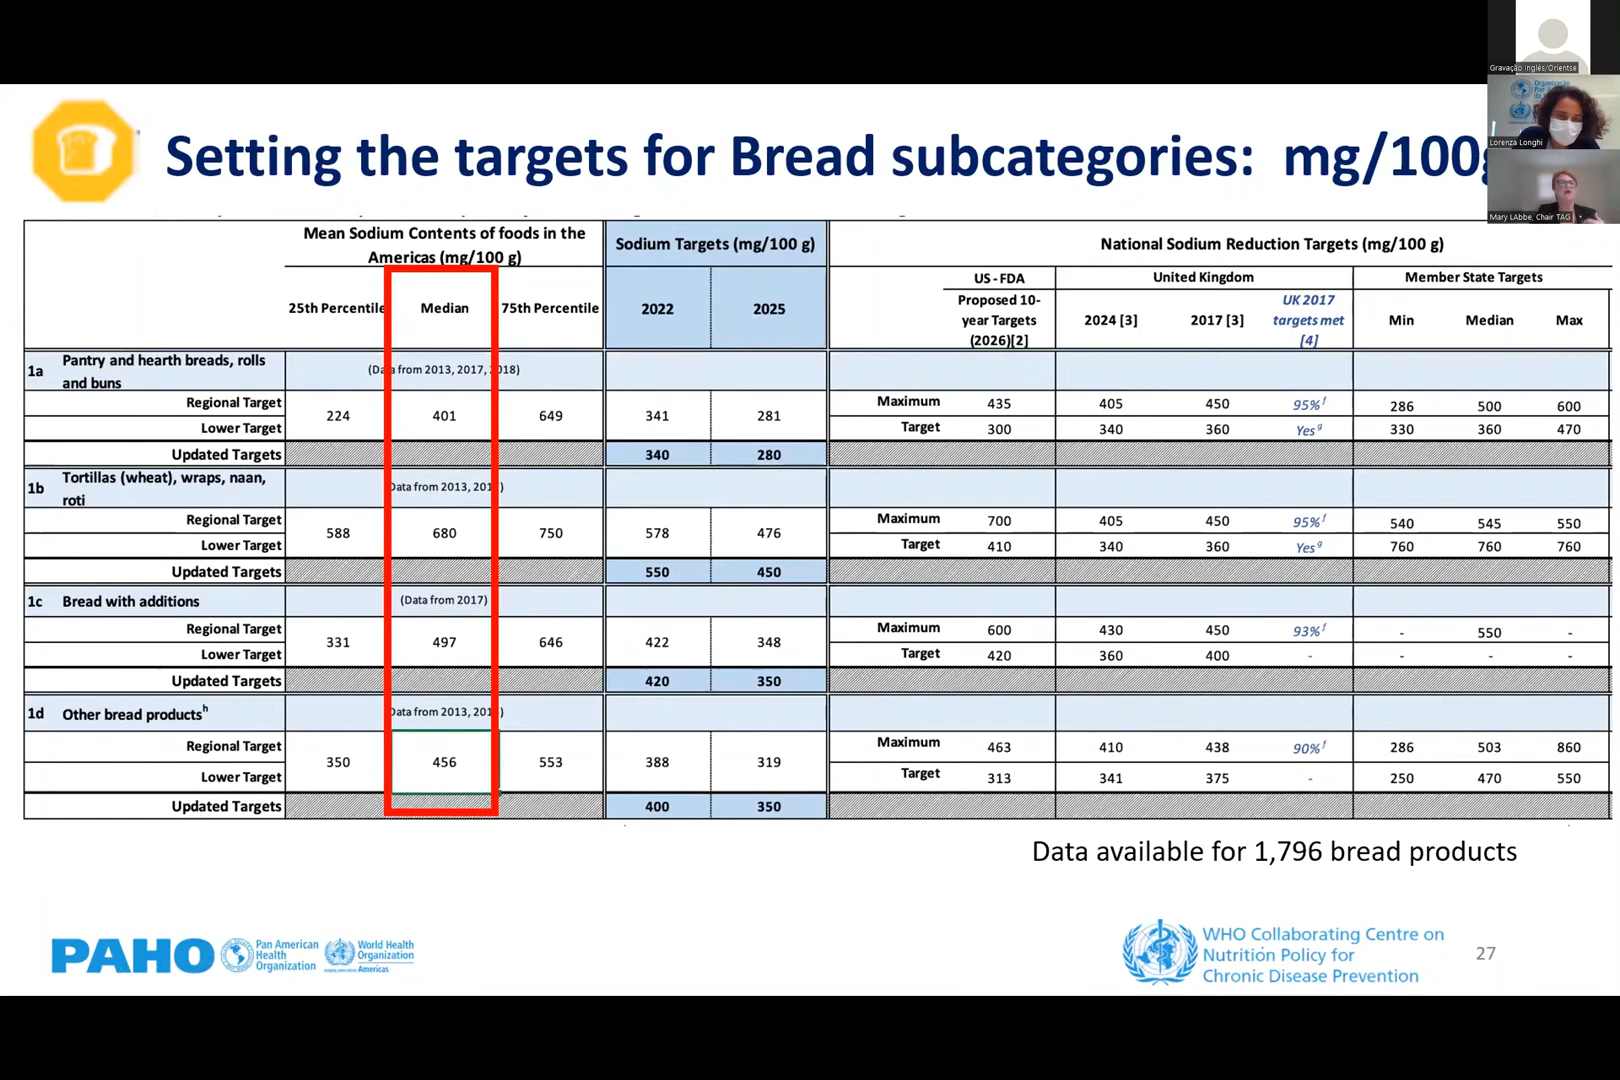 Gravação Inglês/Orientse
Lorenza Longhi
Mary LAbbe, Chair TAG
Setting the targets for Bread subcategories: mg/100g
Mean Sodium Contents of foods in the Americas (mg/100 g)
Sodium Targets (mg/100 g)
National Sodium Reduction Targets (mg/100 g)
US - FDA
United Kingdom
Member State Targets
25th Percentile
Median
75th Percentile
2022
2025
Proposed 10-year Targets (2026)[2]
2024 [3]
2017 [3]
UK 2017 targets met [4]
Min
Median
Max
1a Pantry and hearth breads, rolls and buns
(Data from 2013, 2017, 2018)
Regional Target
Lower Target
224 401 649 341 281
Maximum 435 405 450 95% f 286 500 600
Target 300 340 360 Yes g 330 360 470
Updated Targets 340 280
1b Tortillas (wheat), wraps, naan, roti
Data from 2013,
Regional Target
Lower Target
588 680 750 578 476
Maximum 700 405 450 95% f 540 545 550
Target 410 340 360 Yes g 760 760 760
Updated Targets 550 450
1c Bread with additions (Data from 2017)
Regional Target
Lower Target
331 497 646 422 348
Maximum 600 430 450 93% f - 550 -
Target 420 360 400 - - - -
Updated Targets 420 350
1d Other bread products h
Data from 2013,
Regional Target
Lower Target
350 456 553 388 319
Maximum 463 410 438 90% f 286 503 860
Target 313 341 375 - 250 470 550
Updated Targets 400 350
Data available for 1,796 bread products
PAHO
Pan American Health Organization
World Health Organization
Americas
WHO Collaborating Centre on
Nutrition Policy for
Chronic Disease Prevention
27